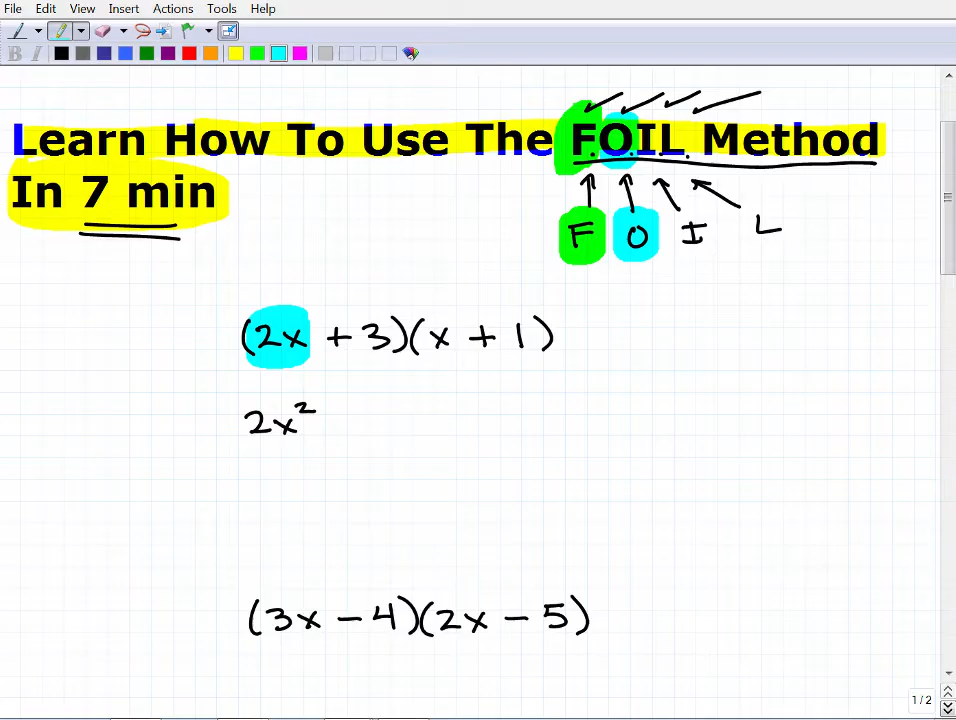 File Edit View Insert Actions Tools Help
B I
Learn How To Use The FOIL Method
In 7 min
F O I L
(2x + 3)(x + 1)
2x²
(3x - 4)(2x - 5)
1 / 2